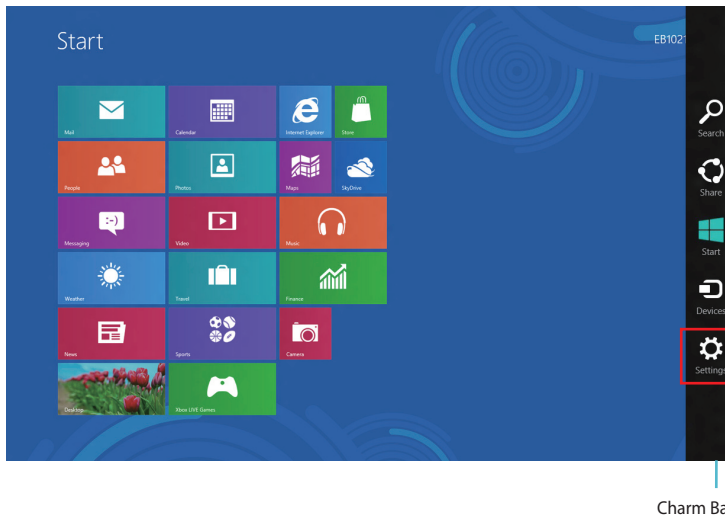 Start
EB102
Mail
Calendar
Internet Explorer
Store
People
Photos
Maps
SkyDrive
Messaging
:-)
Video
Music
Weather
Travel
Finance
News
Sports
Camera
Desktop
Xbox LIVE Games
Search
Share
Start
Devices
Settings
Charm Ba